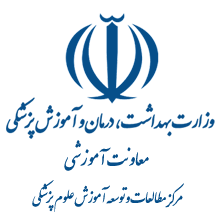 وزارت بهداشت، درمان و آموزش پزشکی
معاونت آموزشی
مرکز مطالعات و توسعه آموزش علوم پزشکی